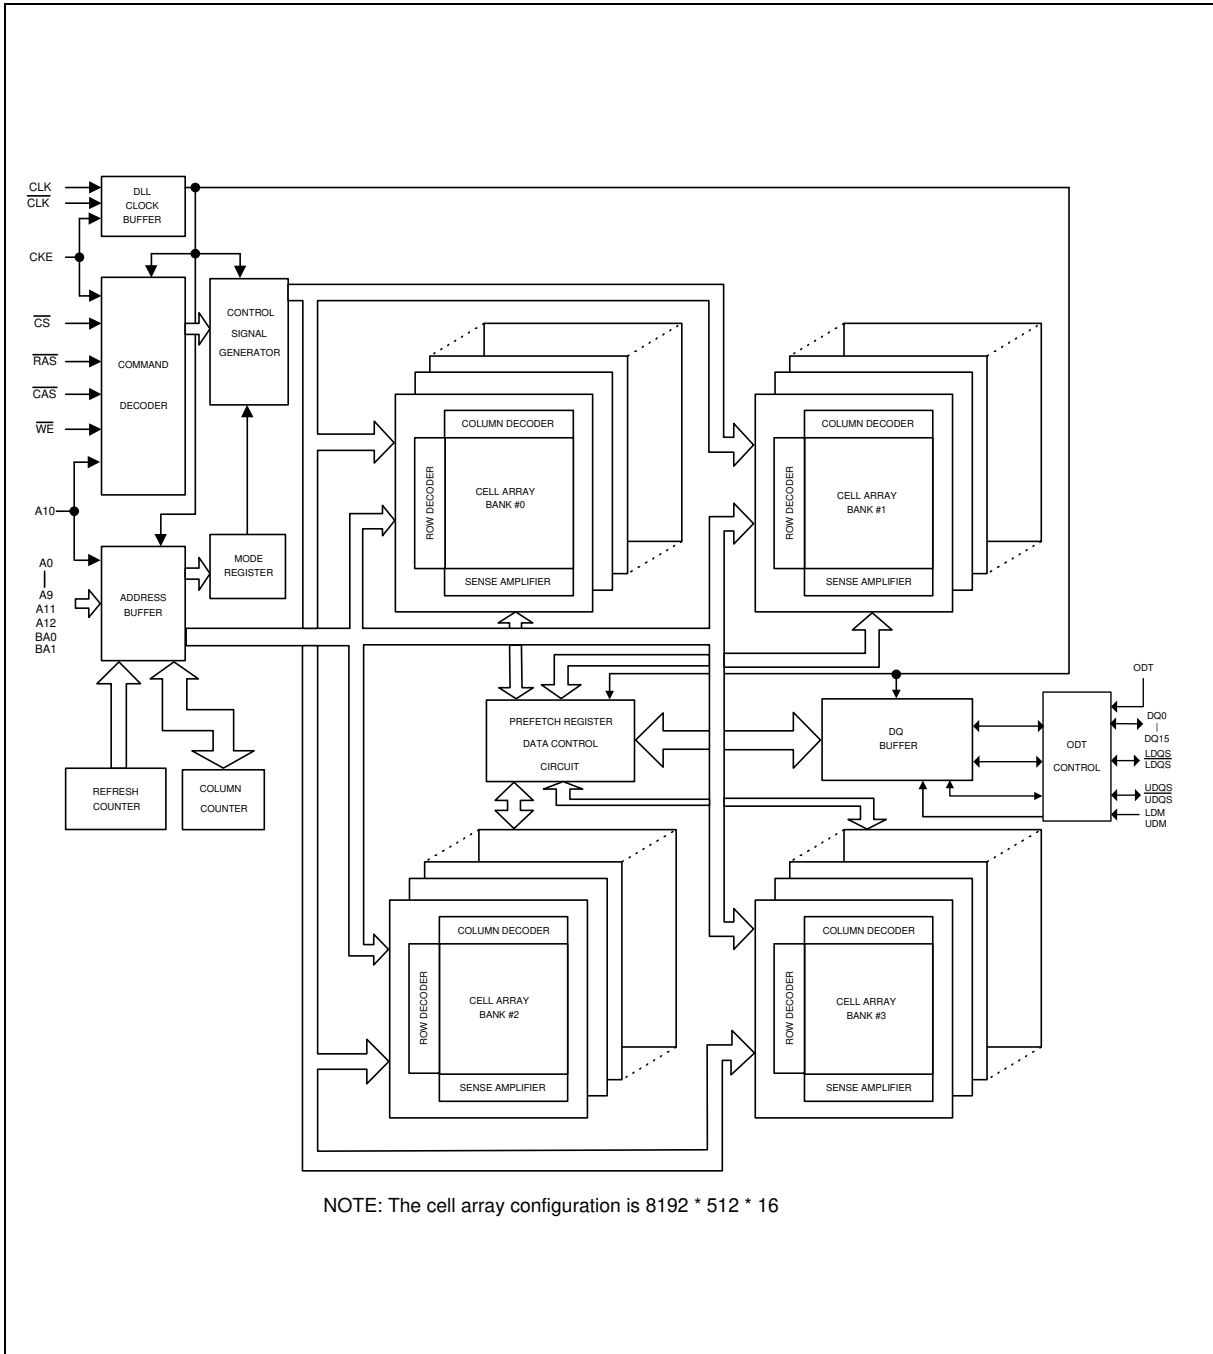 CLK
CLK
CKE
CS
RAS
CAS
WE
A10
A0
A9
A11
A12
BA0
BA1
DLL
CLOCK
BUFFER
COMMAND
DECODER
CONTROL
SIGNAL
GENERATOR
MODE
REGISTER
ADDRESS
BUFFER
REFRESH
COUNTER
COLUMN
COUNTER
COLUMN DECODER
ROW DECODER
CELL ARRAY
BANK #0
SENSE AMPLIFIER
COLUMN DECODER
ROW DECODER
CELL ARRAY
BANK #1
SENSE AMPLIFIER
PREFETCH REGISTER
DATA CONTROL
CIRCUIT
DQ
BUFFER
ODT
CONTROL
ODT
DQ0
DQ15
LDQS
LDQS
UDQS
UDQS
LDM
UDM
COLUMN DECODER
ROW DECODER
CELL ARRAY
BANK #2
SENSE AMPLIFIER
COLUMN DECODER
ROW DECODER
CELL ARRAY
BANK #3
SENSE AMPLIFIER
NOTE: The cell array configuration is 8192 * 512 * 16